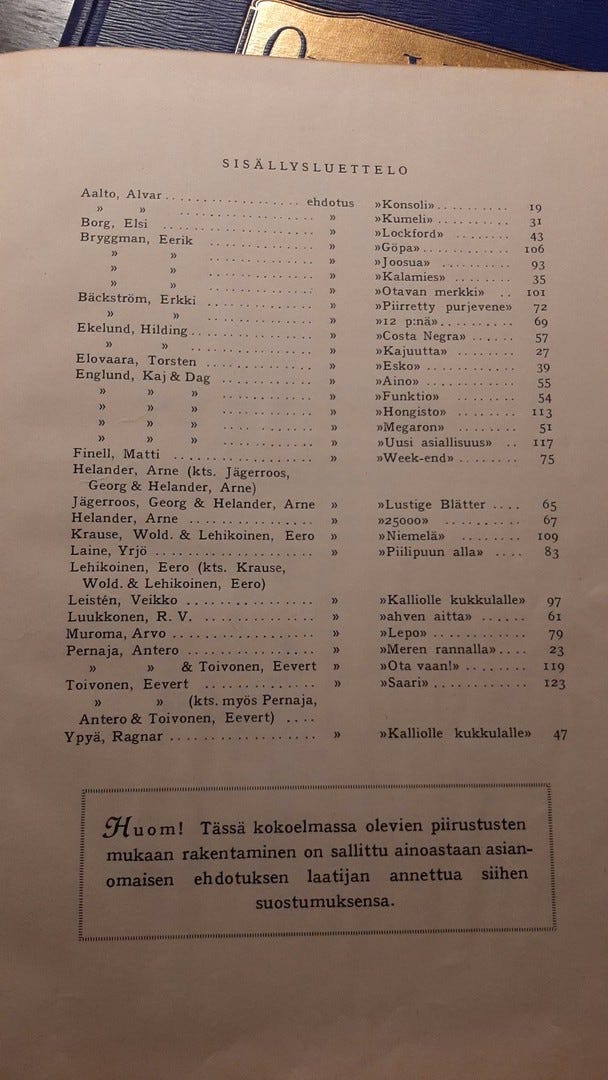 SISÄLLYSLUETTELO
Aalto, Alvar .................. ehdotus »Konsoli» .......... 19
» » .................. » »Kumeli» .......... 31
Borg, Elsi .................. » »Lockford» ........ 43
Bryggman, Eerik .............. » »Göpa» ............ 106
» » .............. » »Joosua» .......... 93
» » .............. » »Kalamies» ........ 35
» » .............. » »Otavan merkki» .. 101
Bäckström, Erkki .............. » »Piirretty purjevene» 72
» » .............. » »12 p:nä» .......... 69
Ekelund, Hilding .............. » »Costa Negra» ...... 57
» » .............. » »Kajuutta» ........ 27
Elovaara, Torsten .............. » »Esko» ............ 39
Englund, Kaj & Dag ............ » »Aino» ............ 55
» » » ............ » »Funktio» .......... 54
» » » ............ » »Hongisto» ........ 113
» » » ............ » »Megaron» .......... 51
» » » ............ » »Uusi asiallisuus» .. 117
Finell, Matti ................ » »Week-end» ........ 75
Helander, Arne (kts. Jägerroos,
Georg & Helander, Arne)
Jägerroos, Georg & Helander, Arne » »Lustige Blätter .... 65
Helander, Arne ................ » »25000» .......... 67
Krause, Wold. & Lehikoinen, Eero » »Niemelä» .......... 109
Laine, Yrjö .................... » »Piilipuun alla» .... 83
Lehikoinen, Eero (kts. Krause,
Wold. & Lehikoinen, Eero)
Leistén, Veikko ................ » »Kalliolle kukkulalle» 97
Luukkonen, R. V. .............. » »ahven aitta» ...... 61
Muroma, Arvo .................. » »Lepo» ............ 79
Pernaja, Antero ................ » »Meren rannalla» .... 23
» » & Toivonen, Eevert » »Ota vaan!» ........ 119
Toivonen, Eevert .............. » »Saari» ............ 123
» » (kts. myös Pernaja,
Antero & Toivonen, Eevert) ....
Ypyä, Ragnar .................. » »Kalliolle kukkulalle» 47
Huom! Tässä kokoelmassa olevien piirustusten
mukaan rakentaminen on sallittu ainoastaan asian-
omaisen ehdotuksen laatijan annettua siihen
suostumuksensa.